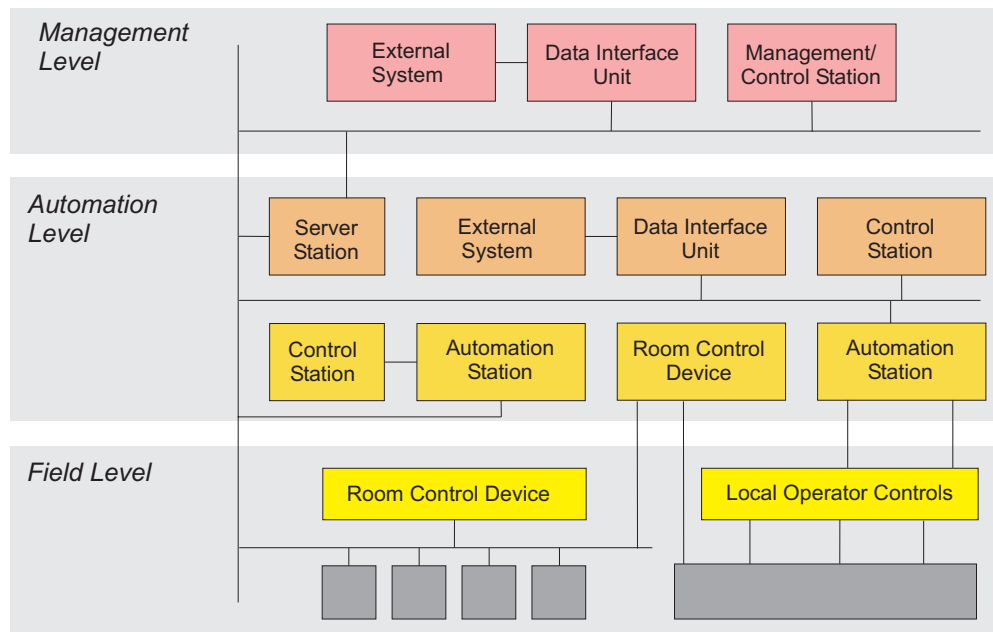 Management
Level
External
System
Data Interface
Unit
Management/
Control Station
Automation
Level
Server
Station
External
System
Data Interface
Unit
Control
Station
Control
Station
Automation
Station
Room Control
Device
Automation
Station
Field Level
Room Control Device
Local Operator Controls